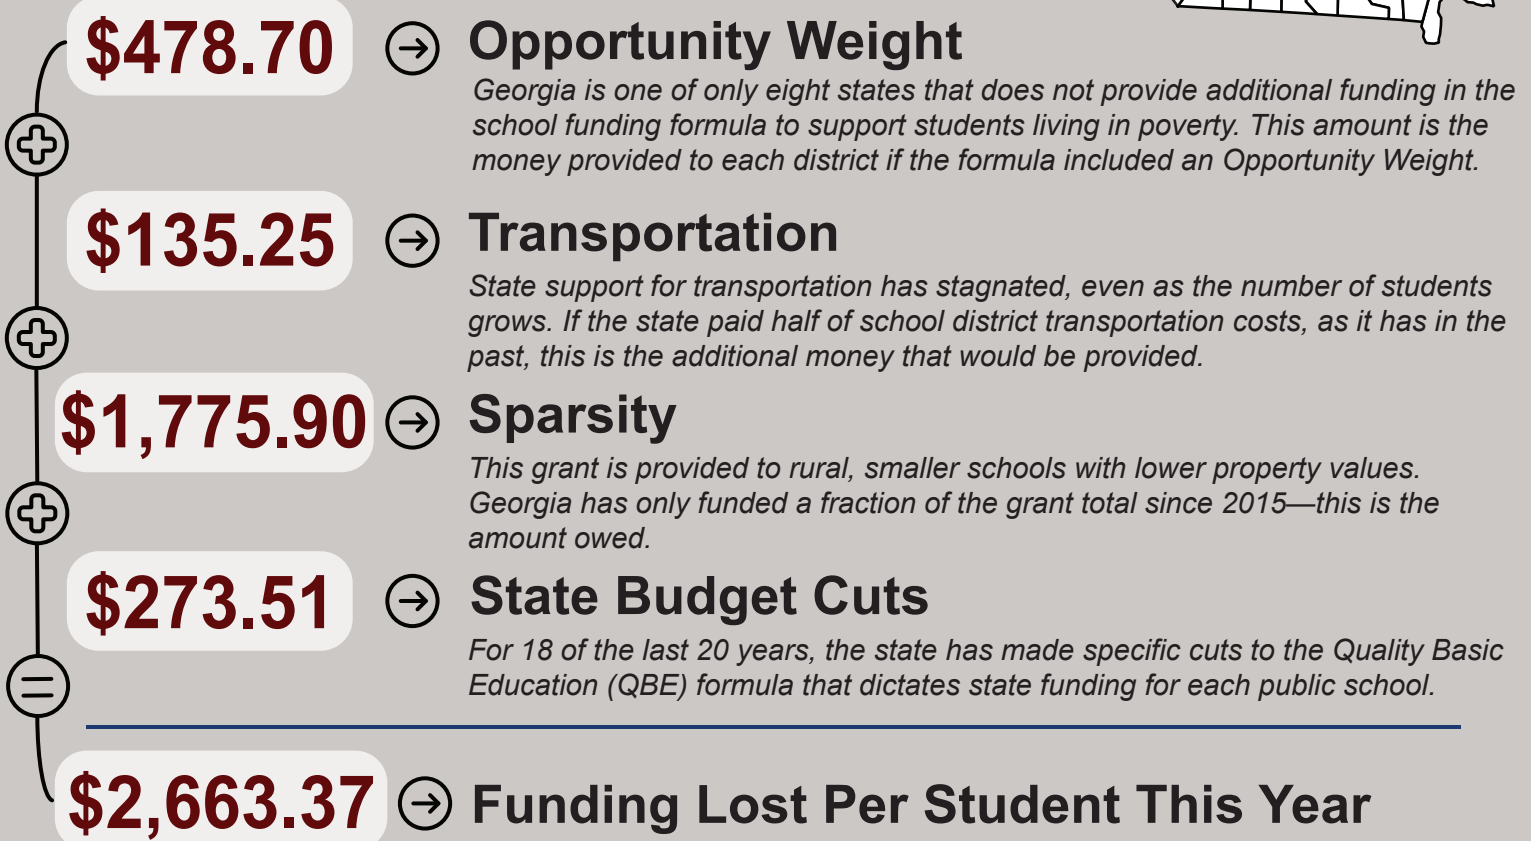 $478.70
Opportunity Weight
Georgia is one of only eight states that does not provide additional funding in the
school funding formula to support students living in poverty. This amount is the
money provided to each district if the formula included an Opportunity Weight.
$135.25
Transportation
State support for transportation has stagnated, even as the number of students
grows. If the state paid half of school district transportation costs, as it has in the
past, this is the additional money that would be provided.
$1,775.90
Sparsity
This grant is provided to rural, smaller schools with lower property values.
Georgia has only funded a fraction of the grant total since 2015—this is the
amount owed.
$273.51
State Budget Cuts
For 18 of the last 20 years, the state has made specific cuts to the Quality Basic
Education (QBE) formula that dictates state funding for each public school.
$2,663.37
Funding Lost Per Student This Year